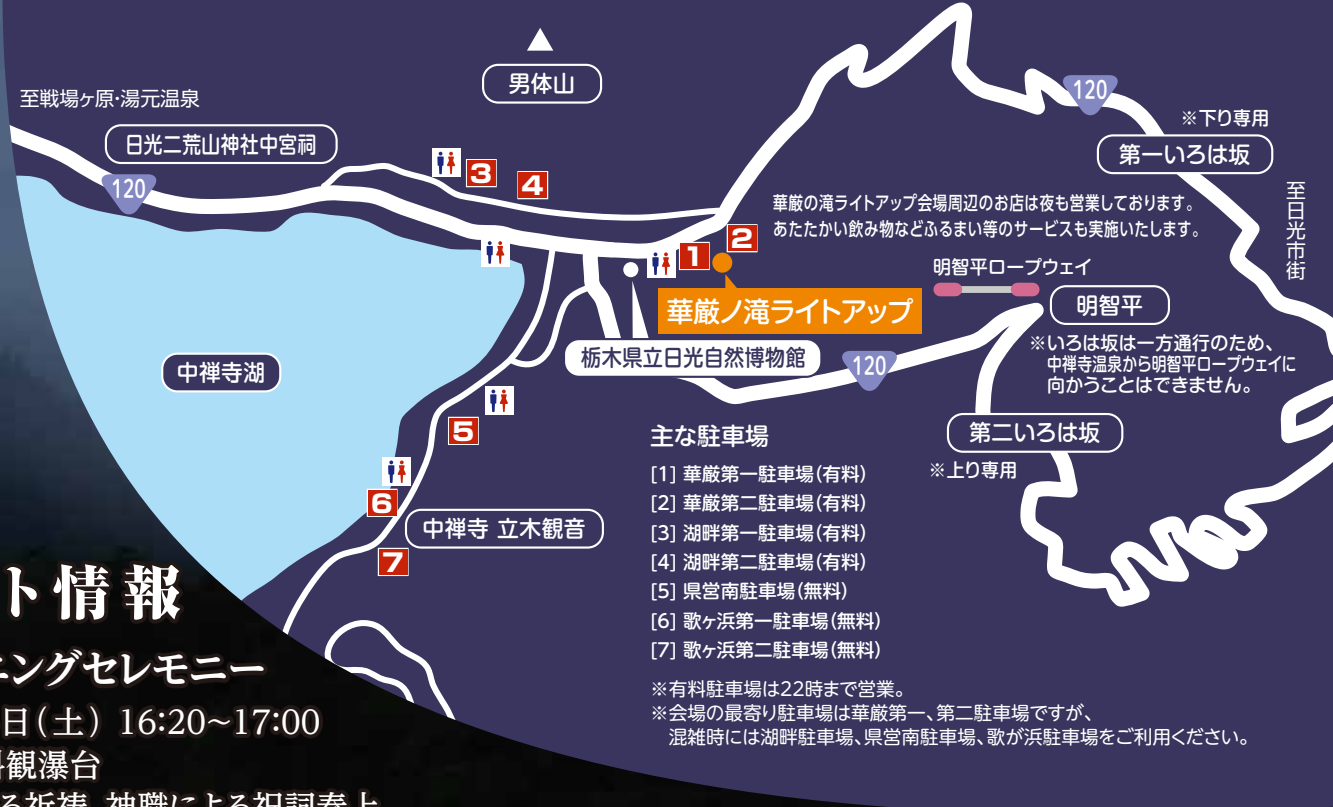 男体山
至戦場ヶ原・湯元温泉
日光二荒山神社中宮祠
120
3
4
120
※下り専用
第一いろは坂
至日光市街
華厳の滝ライトアップ会場周辺のお店は夜も営業しております。
あたたかい飲み物などふるまい等のサービスも実施いたします。
1
2
華厳ノ滝ライトアップ
栃木県立日光自然博物館
明智平ロープウェイ
明智平
※いろは坂は一方通行のため、
中禅寺温泉から明智平ロープウェイに
向かうことはできません。
120
第二いろは坂
※上り専用
中禅寺湖
5
6
中禅寺 立木観音
7
主な駐車場
[1] 華厳第一駐車場(有料)
[2] 華厳第二駐車場(有料)
[3] 湖畔第一駐車場(有料)
[4] 湖畔第二駐車場(有料)
[5] 県営南駐車場(無料)
[6] 歌ヶ浜第一駐車場(無料)
[7] 歌ヶ浜第二駐車場(無料)
※有料駐車場は22時まで営業。
※会場の最寄り駐車場は華厳第一、第二駐車場ですが、
混雑時には湖畔駐車場、県営南駐車場、歌が浜駐車場をご利用ください。
ト情報
ニングセレモニー
日(土) 16:20~17:00
観瀑台
る祈祷、神職による祝詞奏上